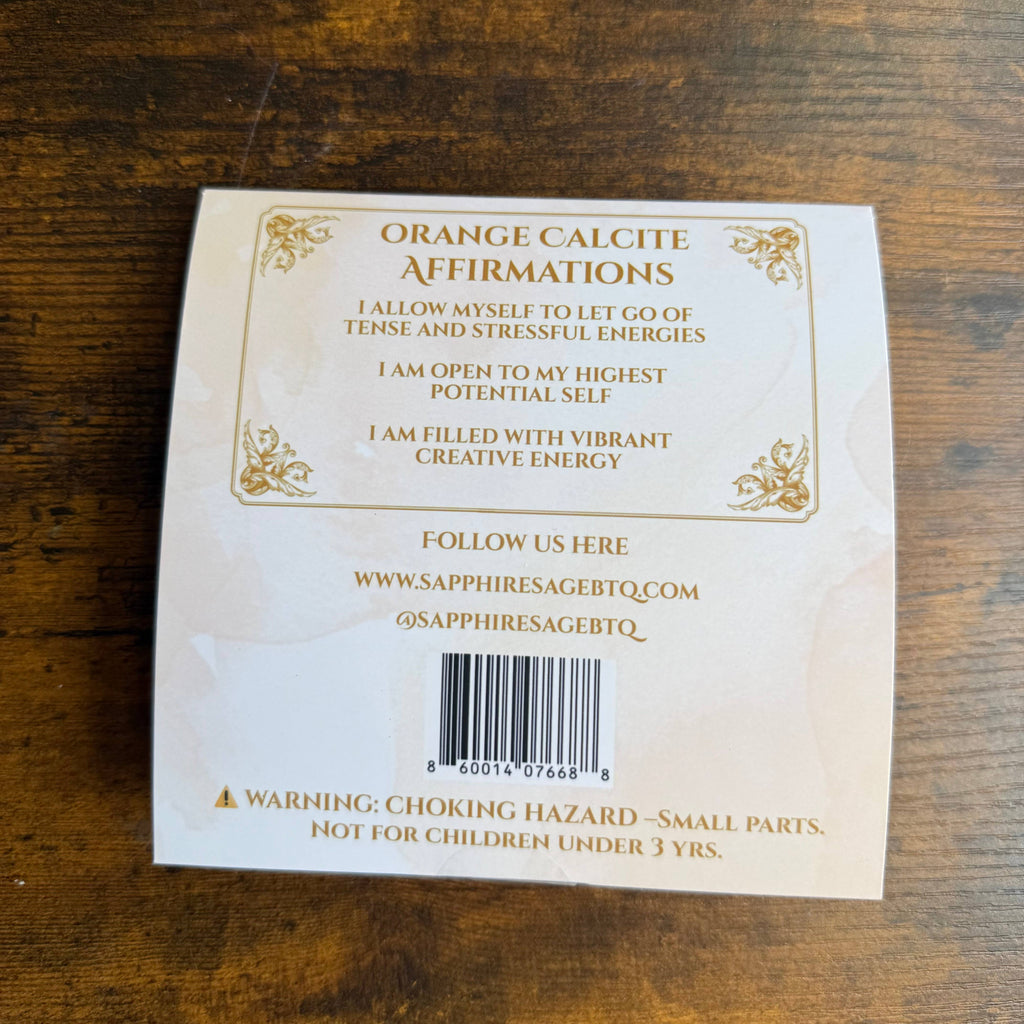 Orange Calcite
Affirmations
I allow myself to let go of
tense and stressful energies
I am open to my highest
potential self
I am filled with vibrant
creative energy
Follow us here
www.sapphiresagebtq.com
@sapphiresagebtq
8 60014 07668 8
⚠ Warning: Choking Hazard –Small parts.
Not for children under 3 yrs.